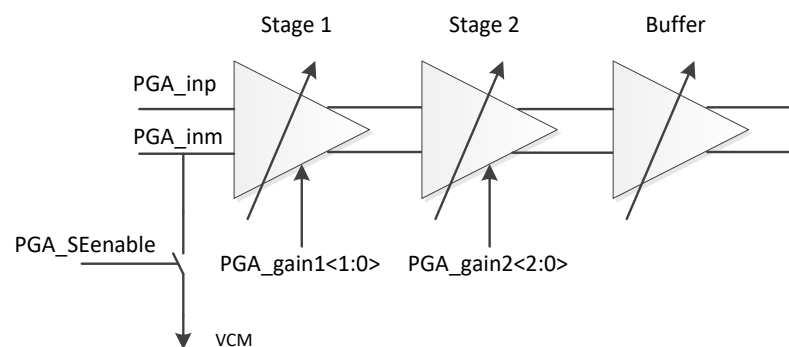 Stage 1
Stage 2
Buffer
PGA_inp
PGA_inm
PGA_SEenable
PGA_gain1<1:0>
PGA_gain2<2:0>
VCM